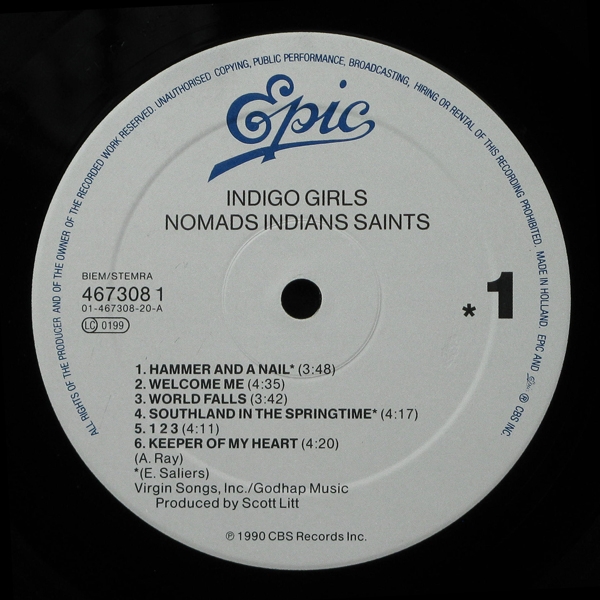 ALL RIGHTS OF THE PRODUCER AND OF THE OWNER OF THE RECORDED WORK RESERVED. UNAUTHORISED COPYING, PUBLIC PERFORMANCE, BROADCASTING, HIRING OR RENTAL OF THIS RECORDING PROHIBITED. MADE IN HOLLAND. EPIC AND Epic ® CBS INC.
Epic
INDIGO GIRLS
NOMADS INDIANS SAINTS
BIEM/STEMRA
467308 1
01-467308-20-A
LC 0199
*1
1. HAMMER AND A NAIL* (3:48)
2. WELCOME ME (4:35)
3. WORLD FALLS (3:42)
4. SOUTHLAND IN THE SPRINGTIME* (4:17)
5. 1 2 3 (4:11)
6. KEEPER OF MY HEART (4:20)
(A. Ray)
*(E. Saliers)
Virgin Songs, Inc./Godhap Music
Produced by Scott Litt
℗ 1990 CBS Records Inc.